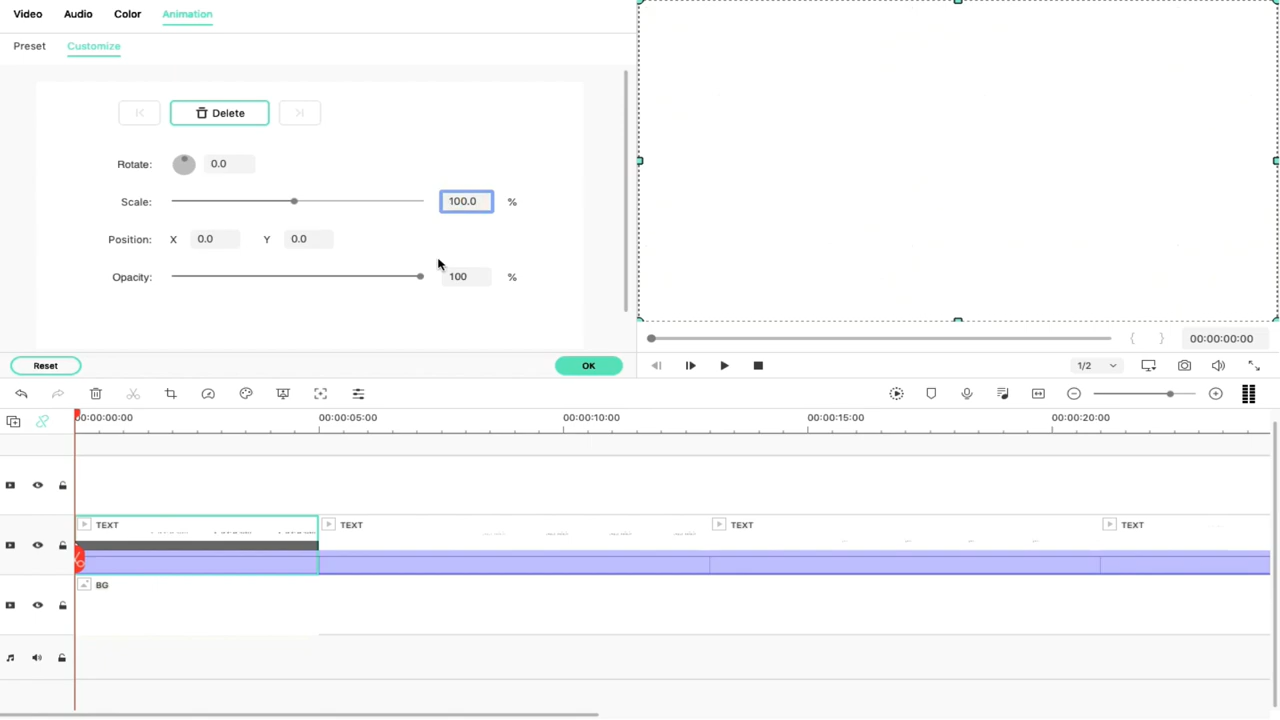 Video Audio Color Animation
Preset Customize
Delete
Rotate: 0.0
Scale: 100.0 %
Position: X 0.0 Y 0.0
Opacity: 100 %
Reset OK
00:00:00:00
1/2
00:00:00:00 00:00:05:00 00:00:10:00 00:00:15:00 00:00:20:00
TEXT TEXT TEXT TEXT
BG